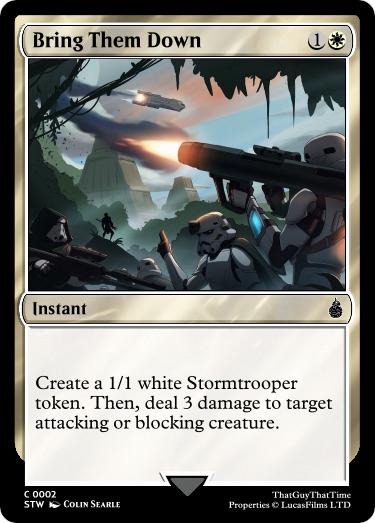 Bring Them Down 1
Instant
Create a 1/1 white Stormtrooper
token. Then, deal 3 damage to target
attacking or blocking creature.
C 0002 ThatGuyThatTime
STW Colin Searle Properties © LucasFilms LTD